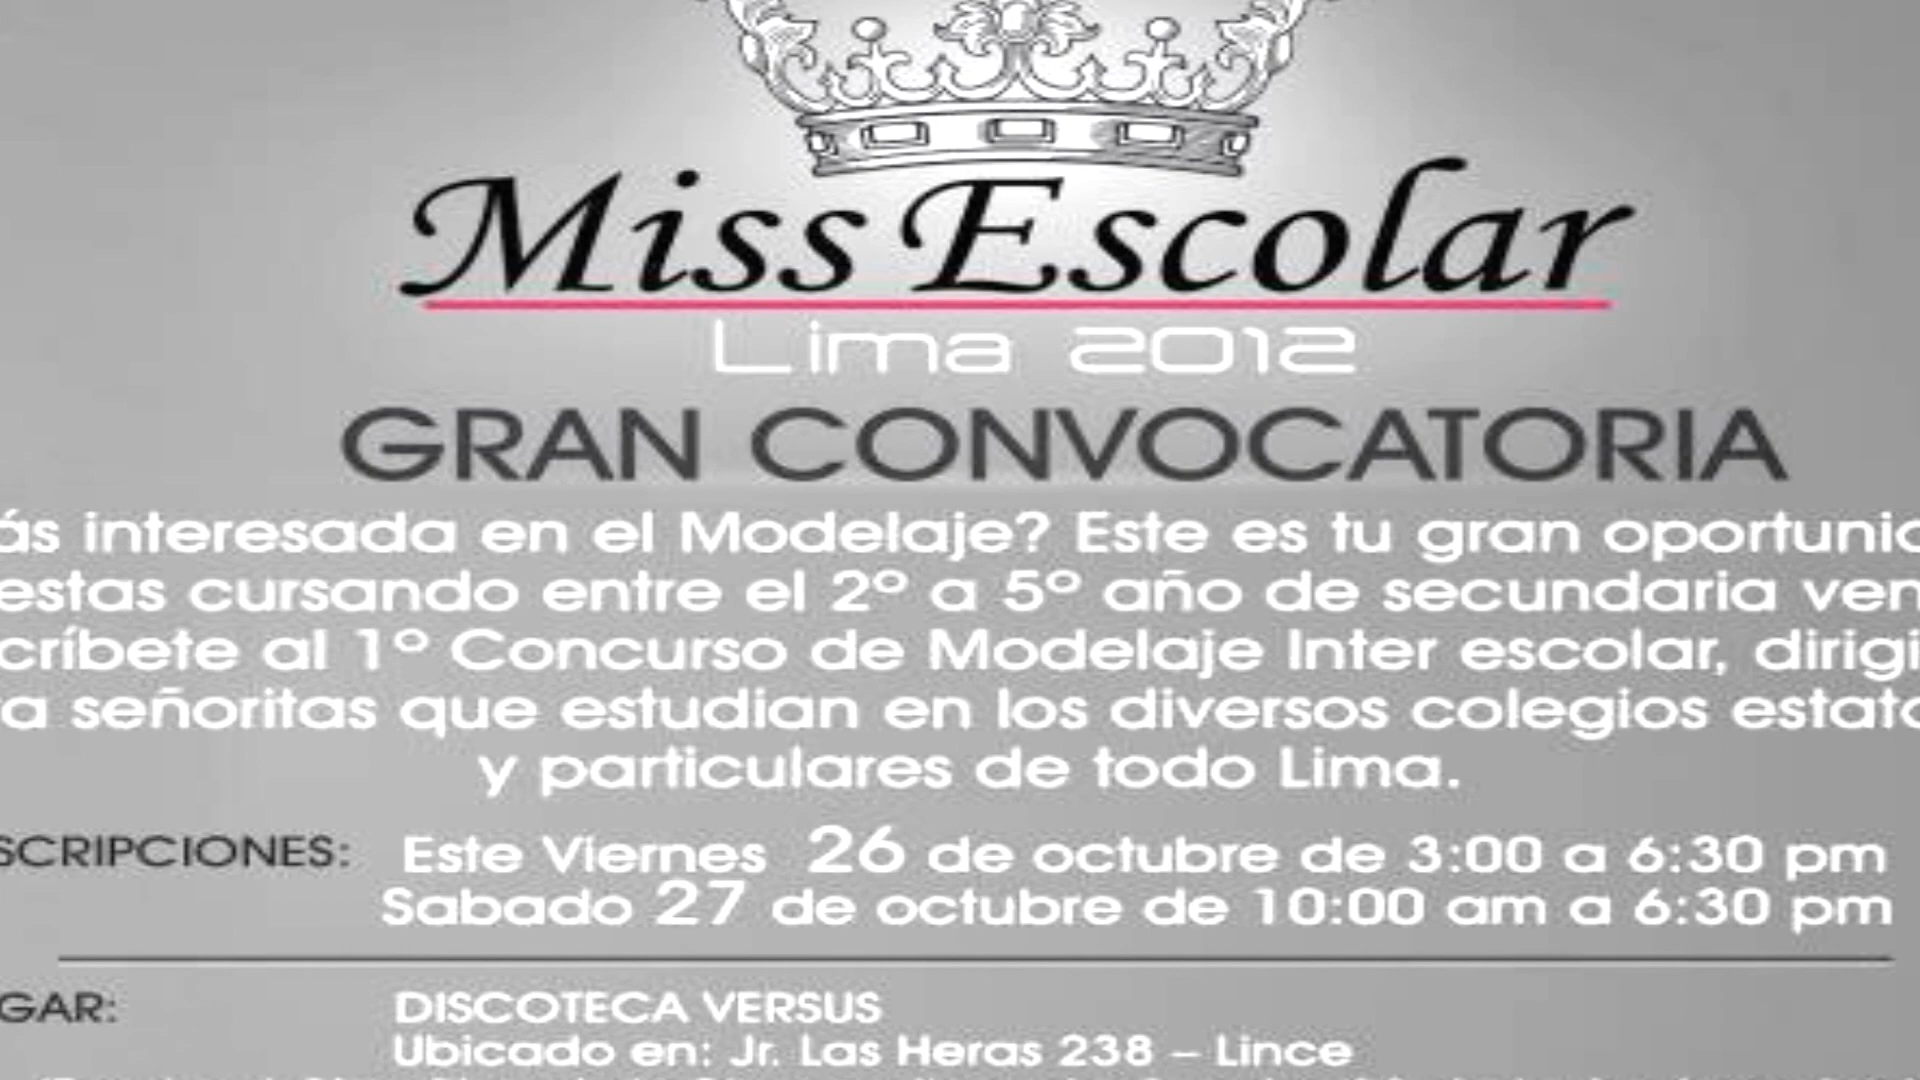 Miss Escolar
Lima 2012
GRAN CONVOCATORIA
ás interesada en el Modelaje? Este es tu gran oportunid
estas cursando entre el 2º a 5º año de secundaria ven
críbete al 1º Concurso de Modelaje Inter escolar, dirigi
a señoritas que estudian en los diversos colegios estata
y particulares de todo Lima.
SCRIPCIONES: Este Viernes 26 de octubre de 3:00 a 6:30 pm
Sabado 27 de octubre de 10:00 am a 6:30 pm
GAR: DISCOTECA VERSUS
Ubicado en: Jr. Las Heras 238 – Lince